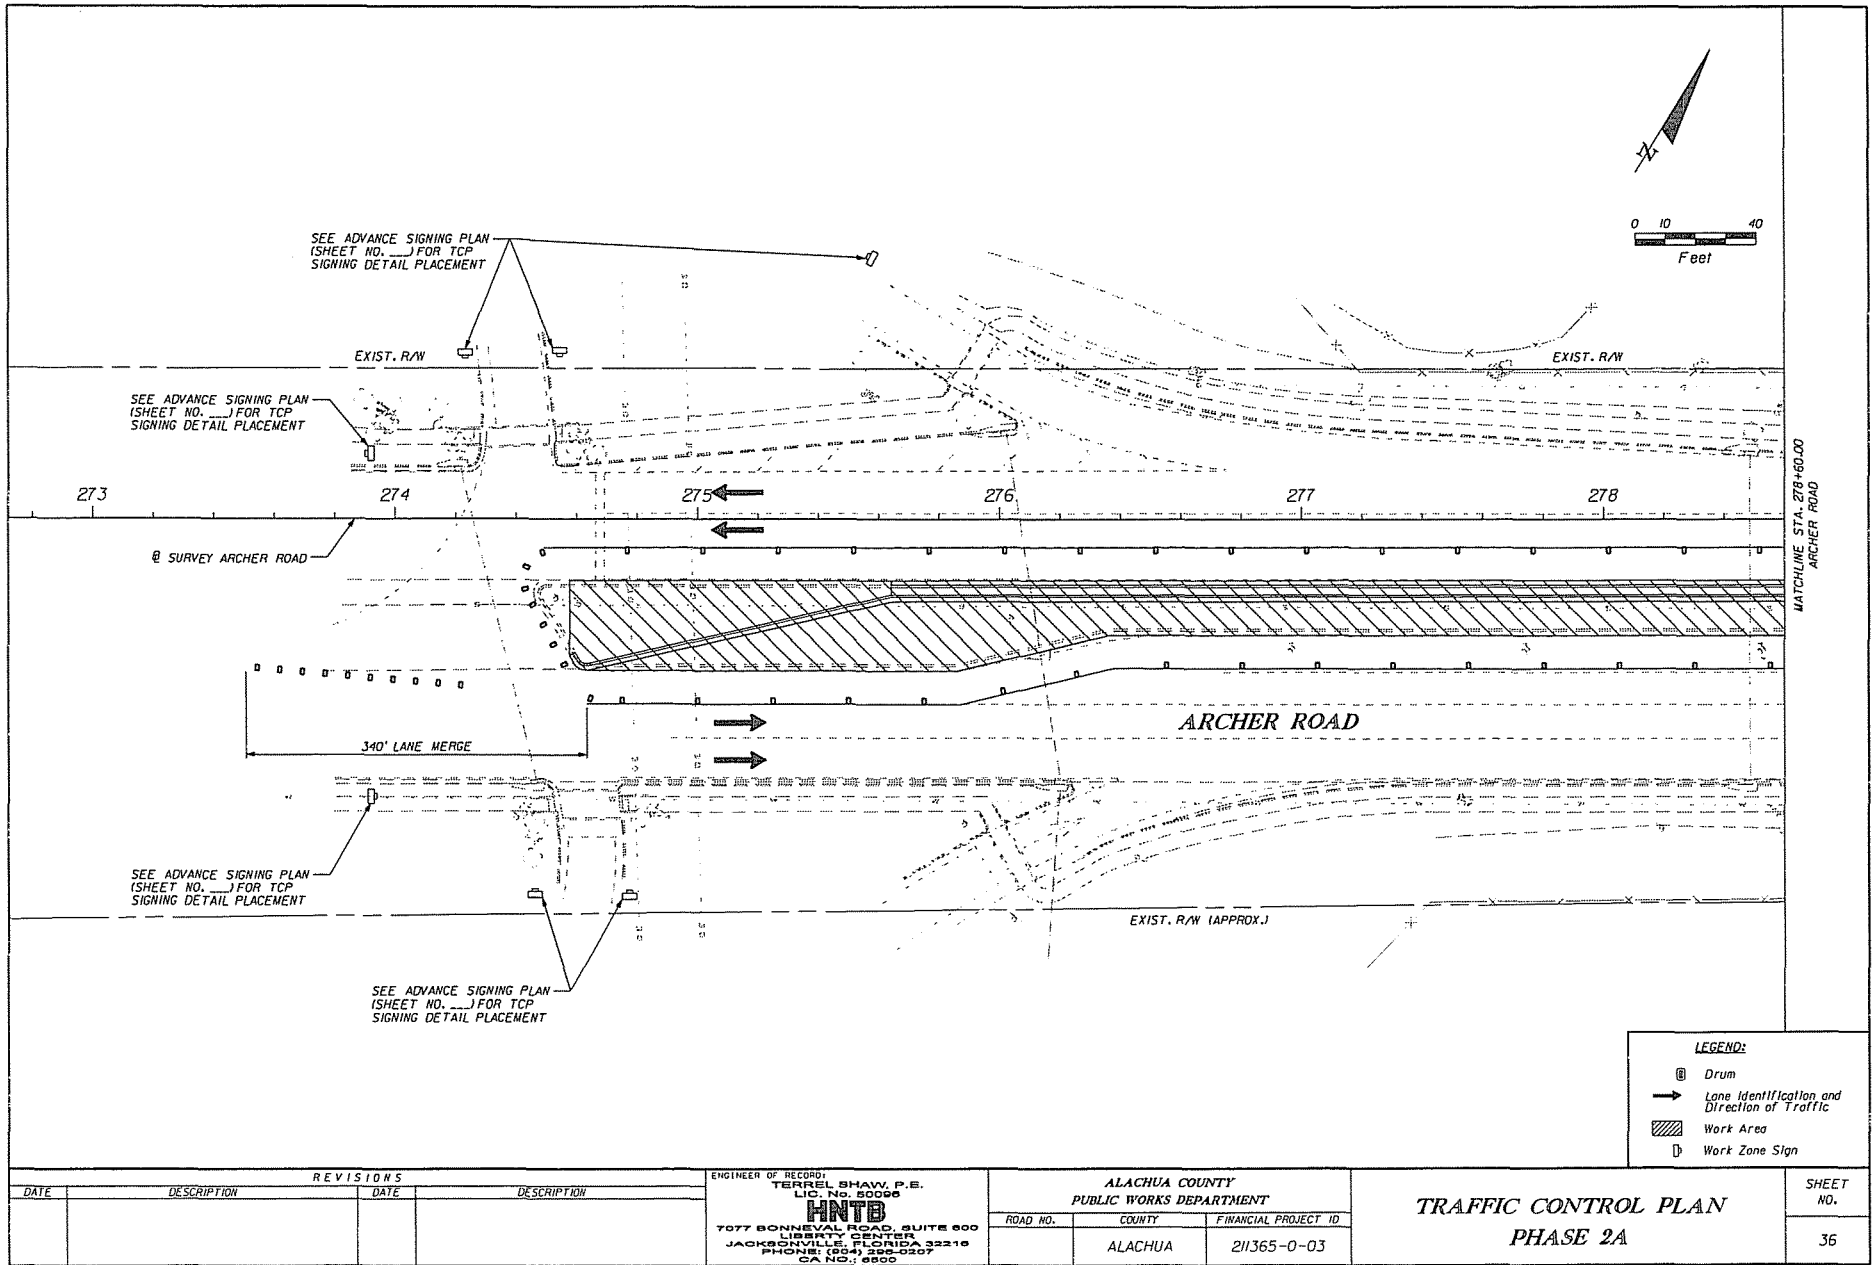 0 10 40
Feet
SEE ADVANCE SIGNING PLAN
(SHEET NO. ___) FOR TCP
SIGNING DETAIL PLACEMENT
EXIST. R/W
EXIST. R/W
SEE ADVANCE SIGNING PLAN
(SHEET NO. ___) FOR TCP
SIGNING DETAIL PLACEMENT
273 274 275 276 277 278
MATCHLINE STA. 278+60.00
ARCHER ROAD
SURVEY ARCHER ROAD
ARCHER ROAD
340' LANE MERGE
SEE ADVANCE SIGNING PLAN
(SHEET NO. ___) FOR TCP
SIGNING DETAIL PLACEMENT
EXIST. R/W (APPROX.)
SEE ADVANCE SIGNING PLAN
(SHEET NO. ___) FOR TCP
SIGNING DETAIL PLACEMENT
LEGEND:
Drum
Lane Identification and
Direction of Traffic
Work Area
Work Zone Sign
REVISIONS
DATE DESCRIPTION DATE DESCRIPTION
ENGINEER OF RECORD:
TERREL SHAW, P.E.
LIC. No. 50096
HNTB
7077 BONNEVAL ROAD, SUITE 600
LIBERTY CENTER
JACKSONVILLE, FLORIDA 32216
PHONE: (904) 296-0207
CA NO.: 6500
ALACHUA COUNTY
PUBLIC WORKS DEPARTMENT
ROAD NO. COUNTY FINANCIAL PROJECT ID
ALACHUA 211365-0-03
TRAFFIC CONTROL PLAN
PHASE 2A
SHEET
NO.
36